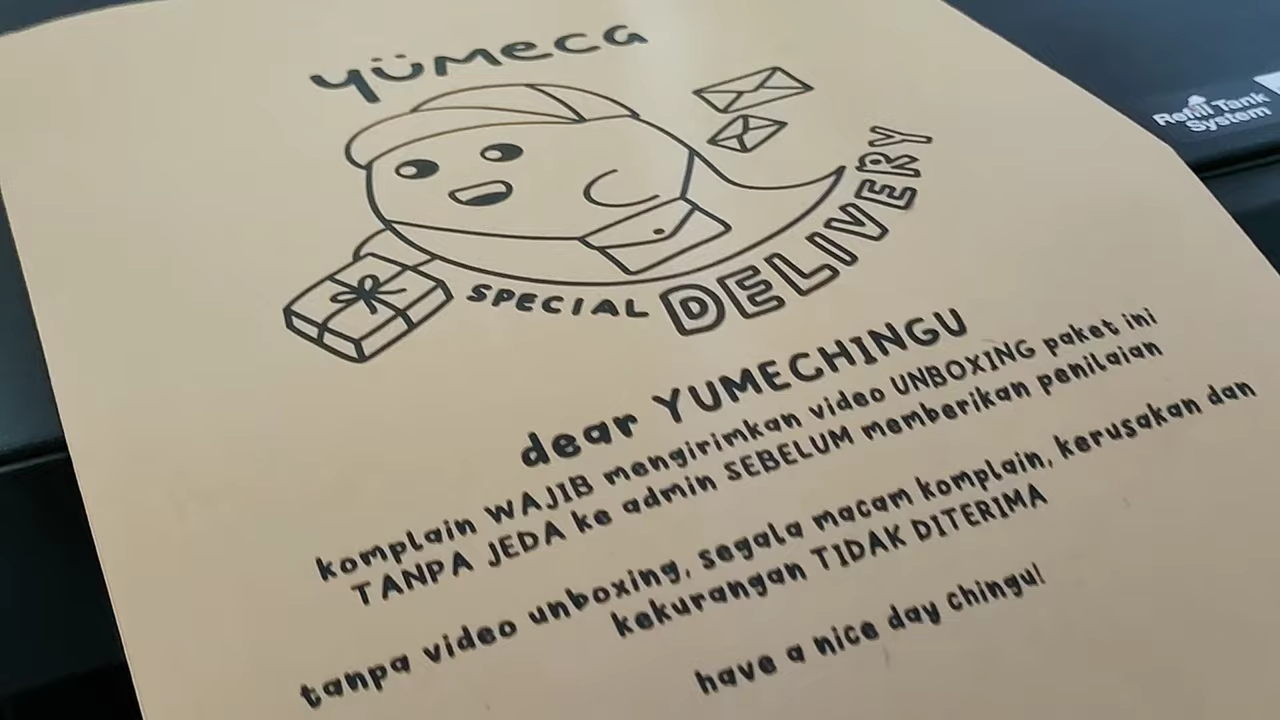 yümeca
SPECIAL DELIVERY
dear YUMECHINGU
komplain WAJIB mengirimkan video UNBOXING paket ini
TANPA JEDA ke admin SEBELUM memberikan penilaian
tanpa video unboxing, segala macam komplain, kerusakan dan
kekurangan TIDAK DITERIMA
have a nice day chingu!
Refill Tank
System